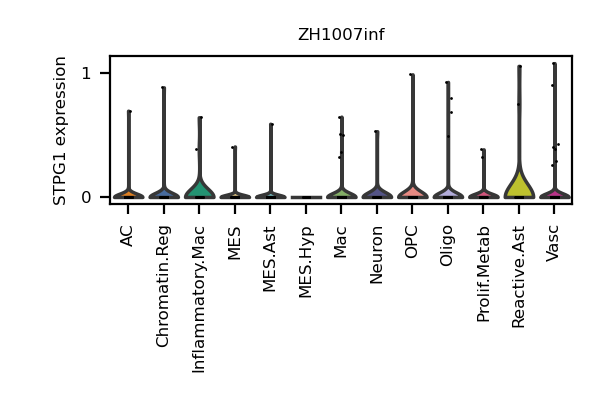 ZH1007inf
STPG1 expression
1
0
AC
Chromatin.Reg
Inflammatory.Mac
MES
MES.Ast
MES.Hyp
Mac
Neuron
OPC
Oligo
Prolif.Metab
Reactive.Ast
Vasc